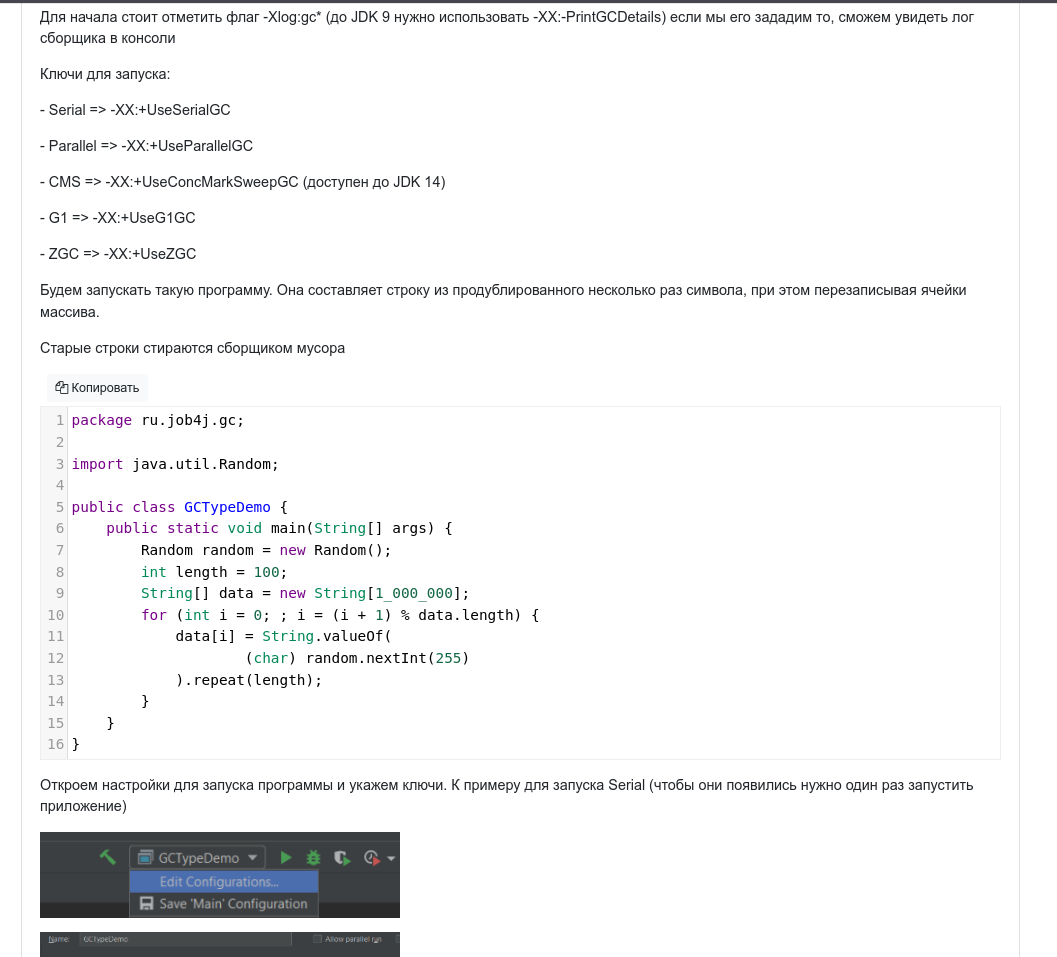 Для начала стоит отметить флаг -Xlog:gc* (до JDK 9 нужно использовать -XX:-PrintGCDetails) если мы его зададим то, сможем увидеть лог
сборщика в консоли
Ключи для запуска:
- Serial => -XX:+UseSerialGC
- Parallel => -XX:+UseParallelGC
- CMS => -XX:+UseConcMarkSweepGC (доступен до JDK 14)
- G1 => -XX:+UseG1GC
- ZGC => -XX:+UseZGC
Будем запускать такую программу. Она составляет строку из продублированного несколько раз символа, при этом перезаписывая ячейки
массива.
Старые строки стираются сборщиком мусора
Копировать
1 package ru.job4j.gc;
2
3 import java.util.Random;
4
5 public class GCTypeDemo {
6     public static void main(String[] args) {
7         Random random = new Random();
8         int length = 100;
9         String[] data = new String[1_000_000];
10         for (int i = 0; ; i = (i + 1) % data.length) {
11             data[i] = String.valueOf(
12                     (char) random.nextInt(255)
13             ).repeat(length);
14         }
15     }
16 }
Откроем настройки для запуска программы и укажем ключи. К примеру для запуска Serial (чтобы они появились нужно один раз запустить
приложение)
GCTypeDemo
Edit Configurations...
Save 'Main' Configuration
Name: GCTypeDemo Allow parallel run